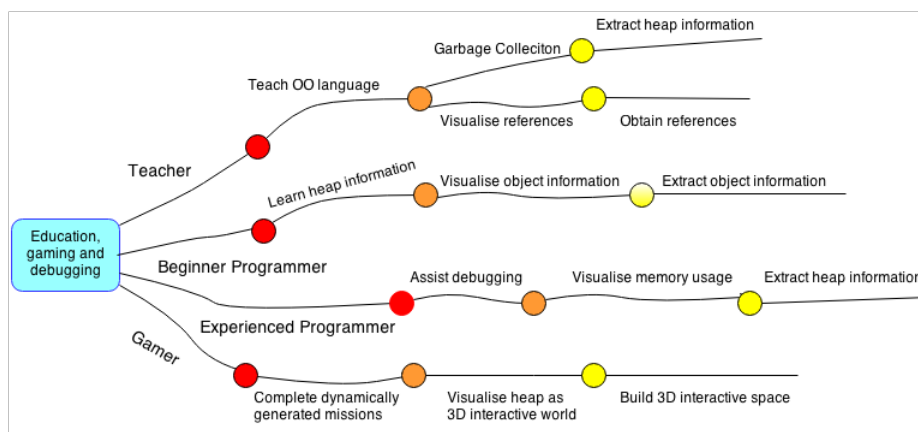 Extract heap information
Garbage Colleciton
Teach OO language
Visualise references
Obtain references
Teacher
Learn heap information
Visualise object information
Extract object information
Education,
gaming and
debugging
Beginner Programmer
Assist debugging
Visualise memory usage
Extract heap information
Experienced Programmer
Gamer
Complete dynamically
generated missions
Visualise heap as
3D interactive world
Build 3D interactive space